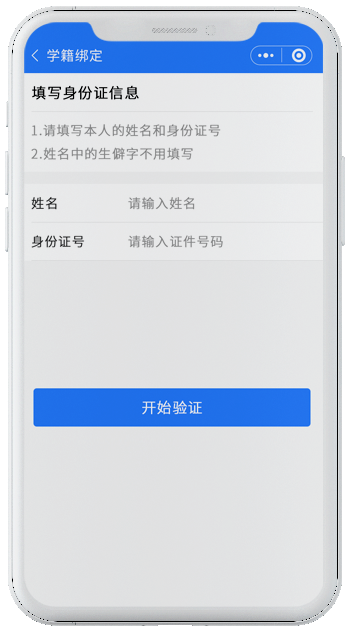 学籍绑定
填写身份证信息
1.请填写本人的姓名和身份证号
2.姓名中的生僻字不用填写
姓名 请输入姓名
身份证号 请输入证件号码
开始验证